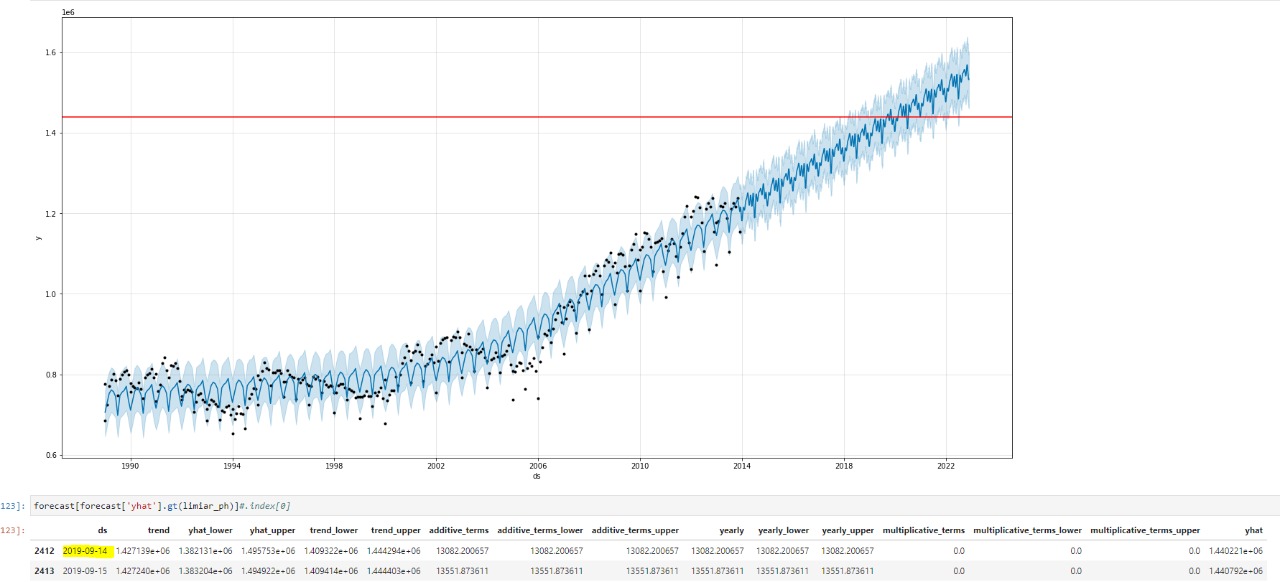 1e6
1.6
1.4
1.2
1.0
0.8
0.6
y
1990 1994 1998 2002 2006 2010 2014 2018 2022
ds
123]: forecast[forecast['yhat'].gt(limiar_ph)]#.index[0]
123]:
ds trend yhat_lower yhat_upper trend_lower trend_upper additive_terms additive_terms_lower additive_terms_upper yearly yearly_lower yearly_upper multiplicative_terms multiplicative_terms_lower multiplicative_terms_upper yhat
2412 2019-09-14 1.427139e+06 1.382131e+06 1.495753e+06 1.409322e+06 1.444294e+06 13082.200657 13082.200657 13082.200657 13082.200657 13082.200657 13082.200657 0.0 0.0 0.0 1.440221e+06
2413 2019-09-15 1.427240e+06 1.383204e+06 1.494922e+06 1.409414e+06 1.444403e+06 13551.873611 13551.873611 13551.873611 13551.873611 13551.873611 13551.873611 0.0 0.0 0.0 1.440792e+06